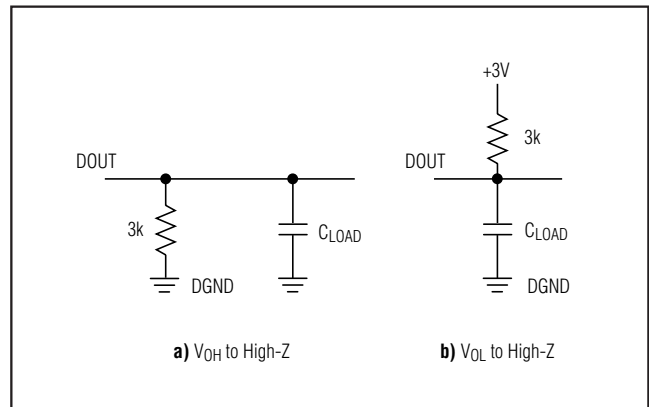 +3V
3k
DOUT
DOUT
3k
CLOAD
CLOAD
DGND
DGND
a) VOH to High-Z
b) VOL to High-Z